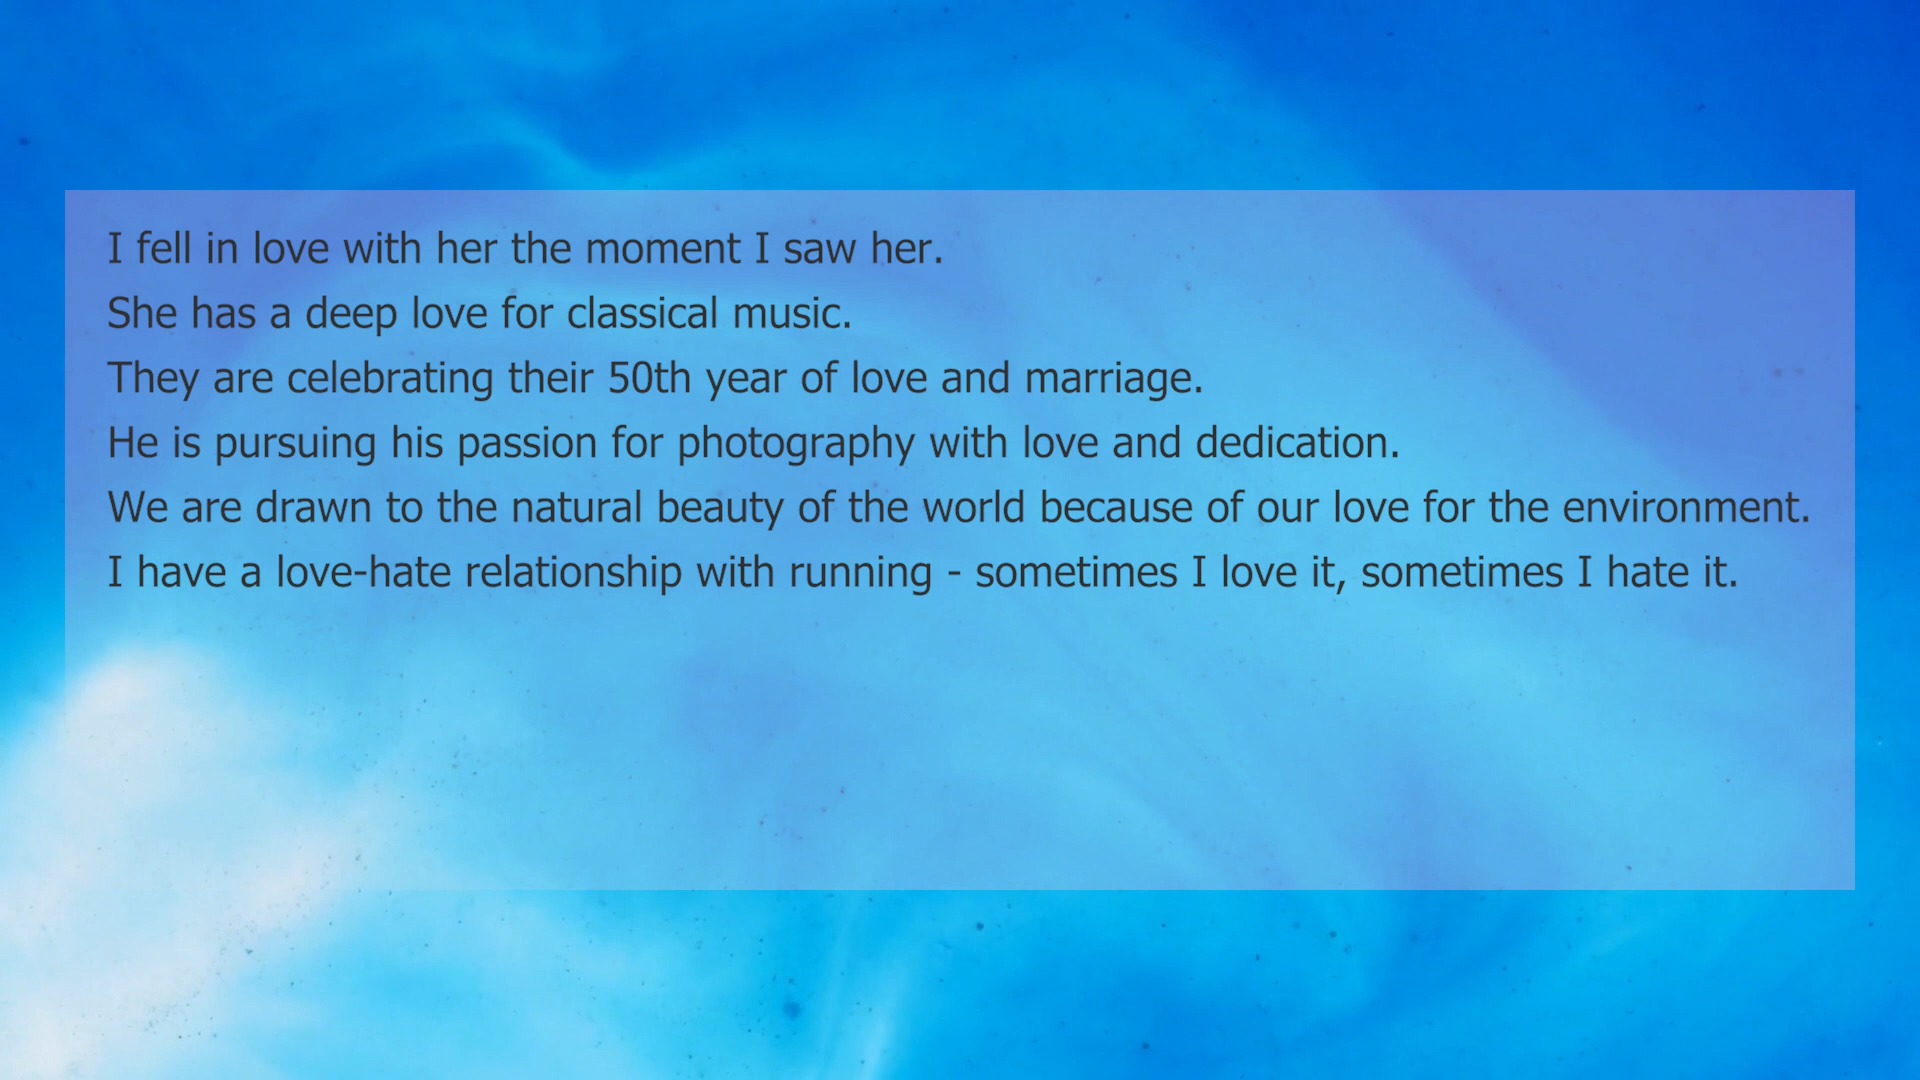 I fell in love with her the moment I saw her.
She has a deep love for classical music.
They are celebrating their 50th year of love and marriage.
He is pursuing his passion for photography with love and dedication.
We are drawn to the natural beauty of the world because of our love for the environment.
I have a love-hate relationship with running - sometimes I love it, sometimes I hate it.